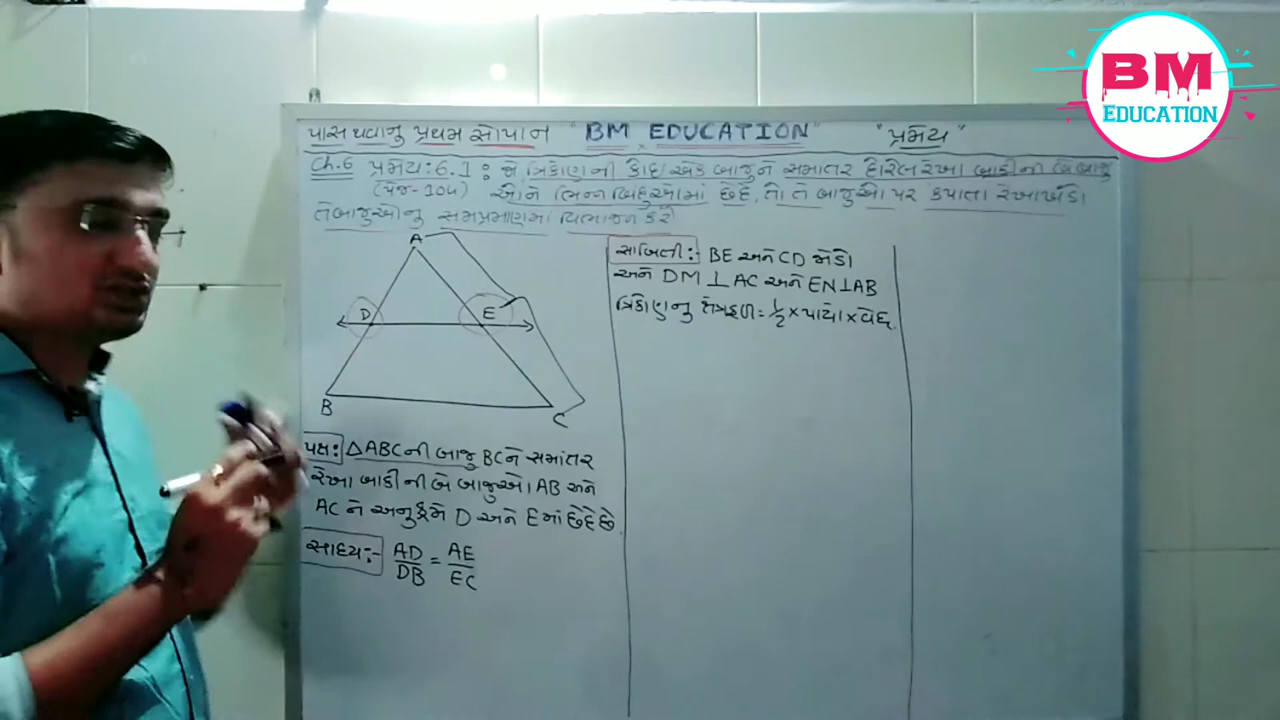 પાસ થવાનુ પ્રથમ સોપાન "BM EDUCATION" "પ્રમેય"
Ch.6 પ્રમેય:6.1: જો ત્રિકોણની કોઇ એક બાજુને સમાંતર દોરેલ રેખા બાકીની બે બાજુ
(પેજ-104) ઓને ભિન્ન બિંદુઓમાં છેદે, તો તે બાજુઓ પર કપાતા રેખાખંડો
તે બાજુઓનુ સમપ્રમાણમાં વિભાજન કરે
A
D E
B C
પક્ષ: △ABCની બાજુ BCને સમાંતર
રેખા બાકીની બે બાજુઓ AB અને
AC ને અનુક્રમે D અને E માં છેદે છે.
સાધ્ય:- AD/DB = AE/EC
સાબિતી:- BE અને CD જોડો
અને DM⊥AC અને EN⊥AB
ત્રિકોણનુ ક્ષેત્રફળ=½×પાયો×વેધ
BM
EDUCATION